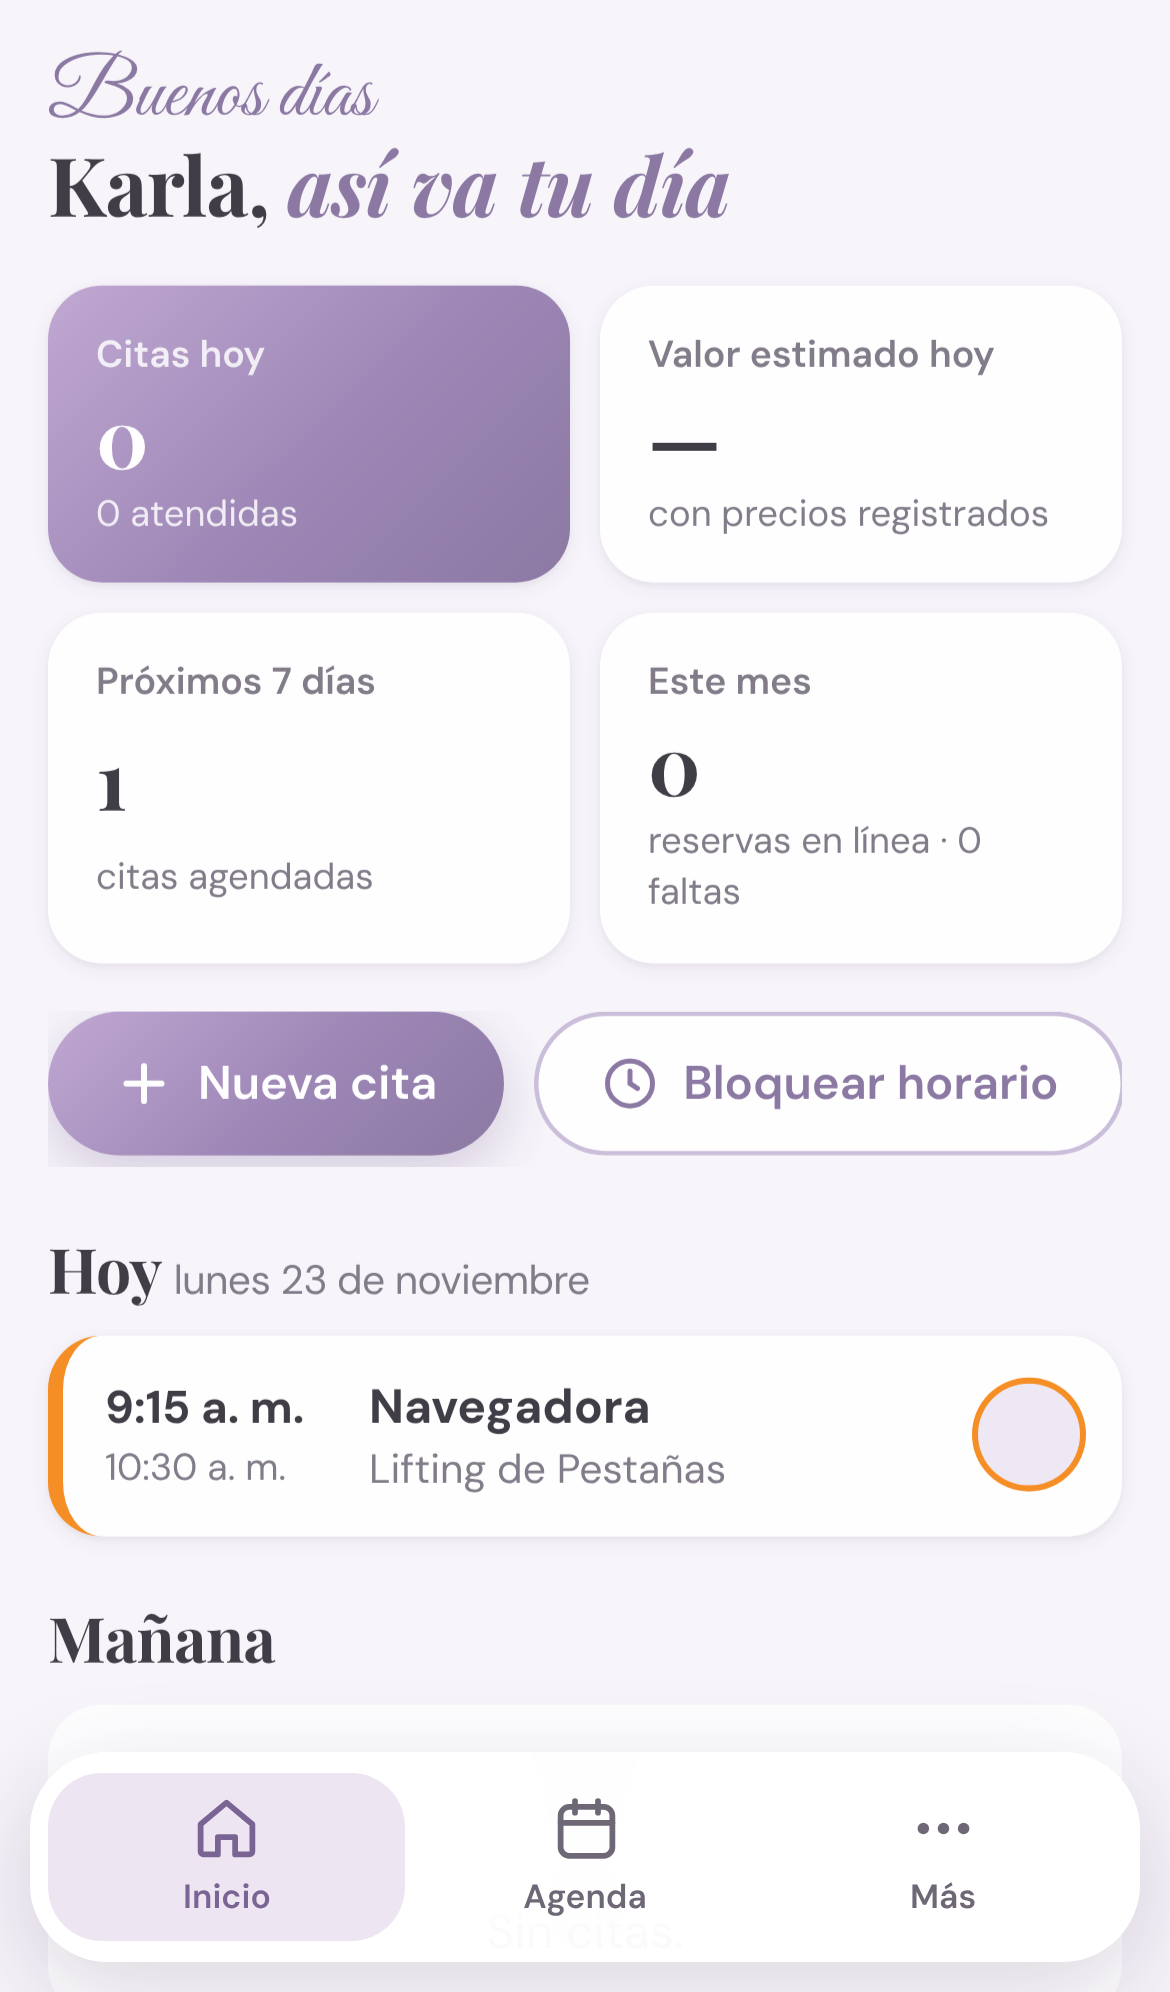 Buenos días
Karla, así va tu día
Citas hoy
0
0 atendidas
Valor estimado hoy
—
con precios registrados
Próximos 7 días
1
citas agendadas
Este mes
0
reservas en línea · 0
faltas
Nueva cita
Bloquear horario
Hoy lunes 23 de noviembre
9:15 a. m.
10:30 a. m.
Navegadora
Lifting de Pestañas
Mañana
Sin citas.
Inicio
Agenda
Más